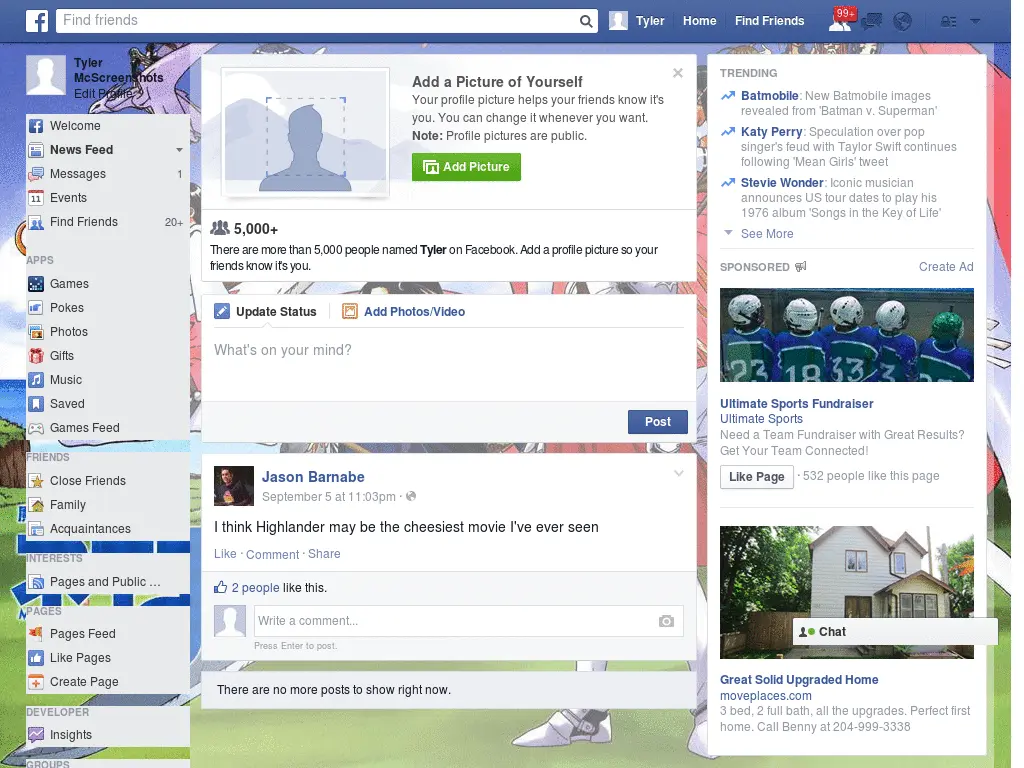 Find friends
Tyler
Home
Find Friends
99+
Tyler
McScreenshots
Edit Profile
Welcome
News Feed
Messages 1
Events
Find Friends 20+
APPS
Games
Pokes
Photos
Gifts
Music
Saved
Games Feed
FRIENDS
Close Friends
Family
Acquaintances
INTERESTS
Pages and Public ...
PAGES
Pages Feed
Like Pages
Create Page
DEVELOPER
Insights
GROUPS
Add a Picture of Yourself
Your profile picture helps your friends know it's
you. You can change it whenever you want.
Note: Profile pictures are public.
Add Picture
5,000+
There are more than 5,000 people named Tyler on Facebook. Add a profile picture so your
friends know it's you.
Update Status
Add Photos/Video
What's on your mind?
Post
Jason Barnabe
September 5 at 11:03pm ·
I think Highlander may be the cheesiest movie I've ever seen
Like · Comment · Share
2 people like this.
Write a comment...
Press Enter to post.
There are no more posts to show right now.
TRENDING
Batmobile: New Batmobile images
revealed from 'Batman v. Superman'
Katy Perry: Speculation over pop
singer's feud with Taylor Swift continues
following 'Mean Girls' tweet
Stevie Wonder: Iconic musician
announces US tour dates to play his
1976 album 'Songs in the Key of Life'
See More
SPONSORED
Create Ad
23 18 33 35
Ultimate Sports Fundraiser
Ultimate Sports
Need a Team Fundraiser with Great Results?
Get Your Team Connected!
Like Page · 532 people like this page
Chat
Great Solid Upgraded Home
moveplaces.com
3 bed, 2 full bath, all the upgrades. Perfect first
home. Call Benny at 204-999-3338